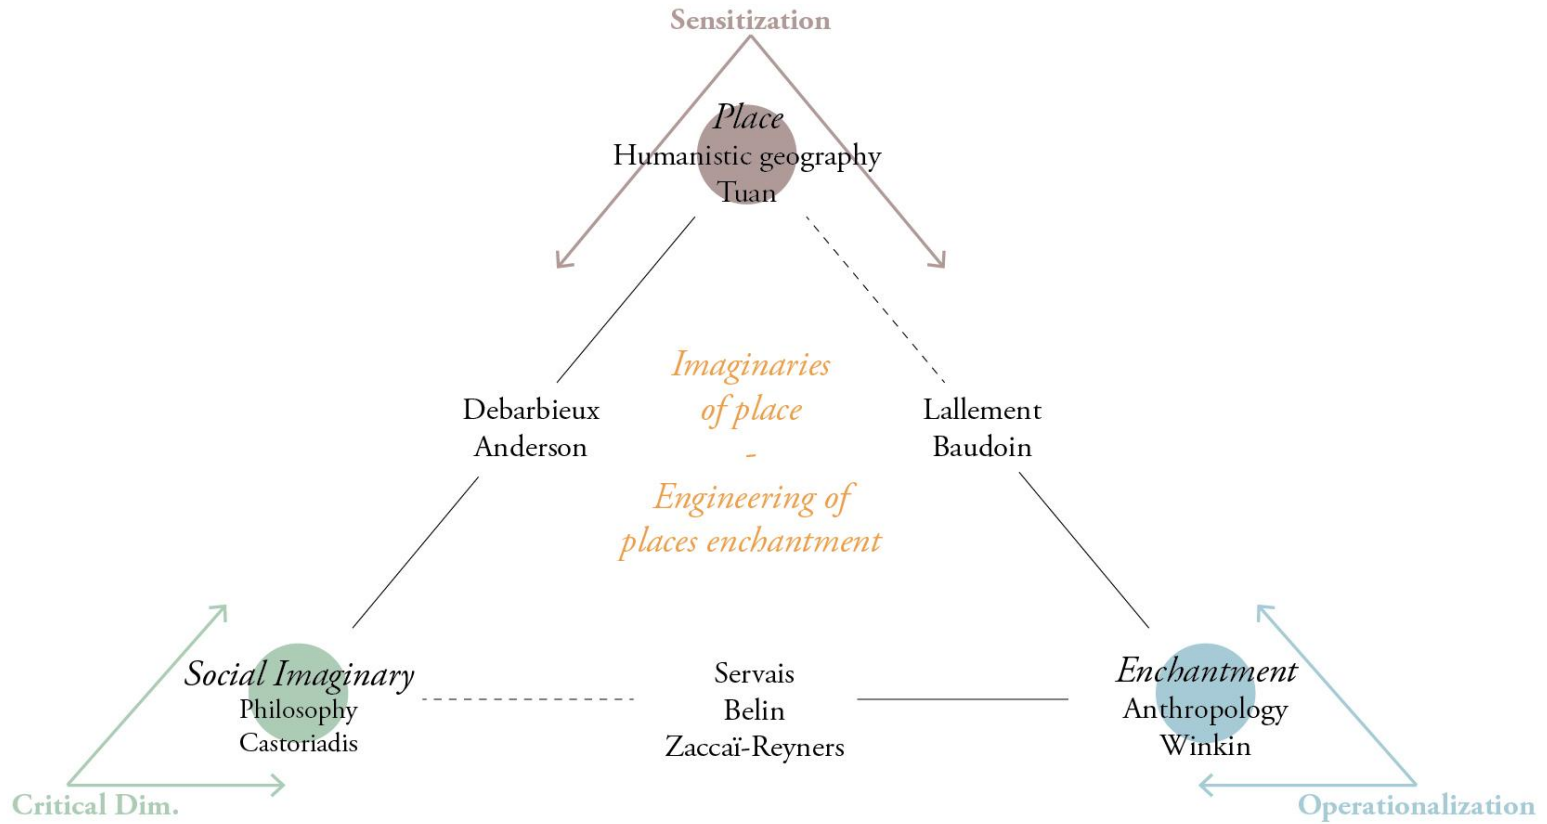 Sensitization
Place
Humanistic geography
Tuan
Imaginaries
of place
-
Engineering of
places enchantment
Debarbieux
Anderson
Lallement
Baudoin
Social Imaginary
Philosophy
Castoriadis
Servais
Belin
Zaccaï-Reyners
Enchantment
Anthropology
Winkin
Critical Dim.
Operationalization